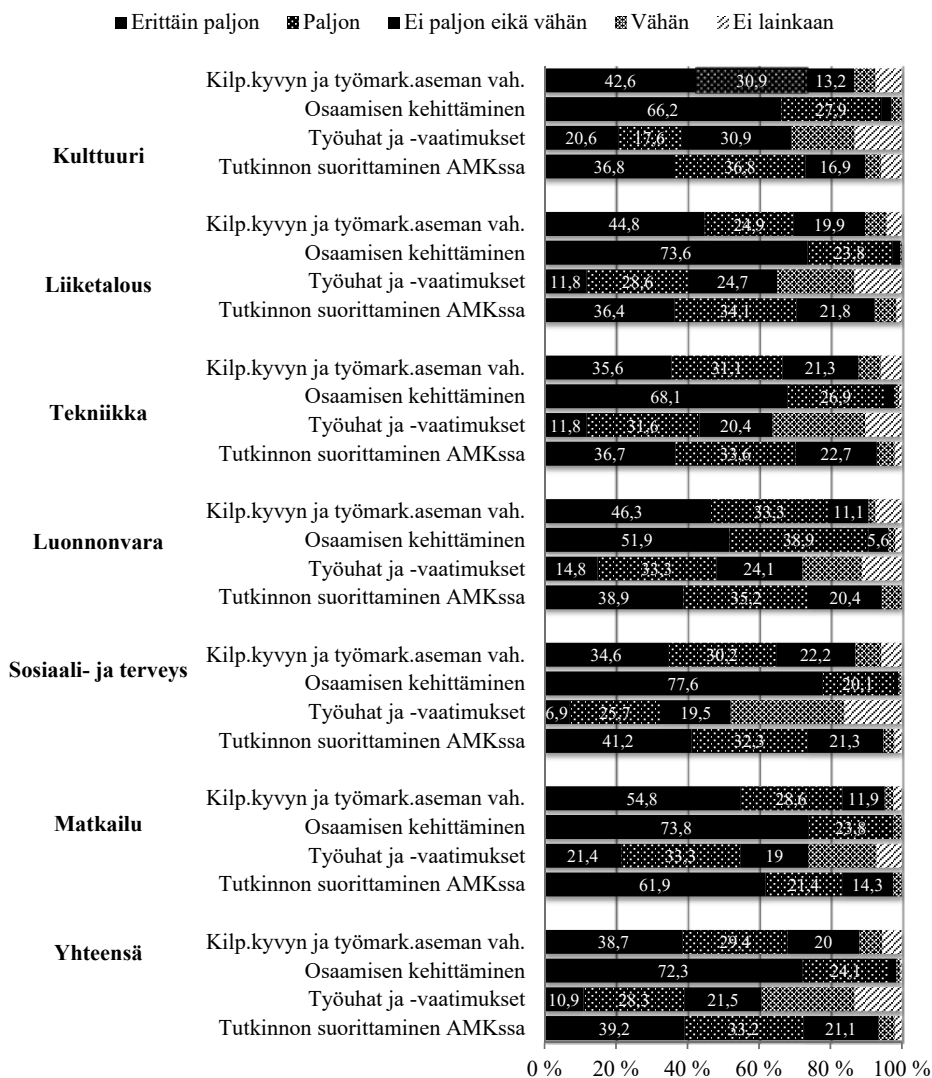 Erittäin paljon Paljon Ei paljon eikä vähän Vähän Ei lainkaan
Kulttuuri
Kilp.kyvyn ja työmark.aseman vah. 42,6 30,9 13,2
Osaamisen kehittäminen 66,2 27,9
Työuhat ja -vaatimukset 20,6 17,6 30,9
Tutkinnon suorittaminen AMKssa 36,8 36,8 16,9
Liiketalous
Kilp.kyvyn ja työmark.aseman vah. 44,8 24,9 19,9
Osaamisen kehittäminen 73,6 23,8
Työuhat ja -vaatimukset 11,8 28,6 24,7
Tutkinnon suorittaminen AMKssa 36,4 34,1 21,8
Tekniikka
Kilp.kyvyn ja työmark.aseman vah. 35,6 31,1 21,3
Osaamisen kehittäminen 68,1 26,9
Työuhat ja -vaatimukset 11,8 31,6 20,4
Tutkinnon suorittaminen AMKssa 36,7 33,6 22,7
Luonnonvara
Kilp.kyvyn ja työmark.aseman vah. 46,3 33,3 11,1
Osaamisen kehittäminen 51,9 38,9 5,6
Työuhat ja -vaatimukset 14,8 33,3 24,1
Tutkinnon suorittaminen AMKssa 38,9 35,2 20,4
Sosiaali- ja terveys
Kilp.kyvyn ja työmark.aseman vah. 34,6 30,2 22,2
Osaamisen kehittäminen 77,6 20,1
Työuhat ja -vaatimukset 6,9 25,7 19,5
Tutkinnon suorittaminen AMKssa 41,2 32,3 21,3
Matkailu
Kilp.kyvyn ja työmark.aseman vah. 54,8 28,6 11,9
Osaamisen kehittäminen 73,8 23,8
Työuhat ja -vaatimukset 21,4 33,3 19
Tutkinnon suorittaminen AMKssa 61,9 21,4 14,3
Yhteensä
Kilp.kyvyn ja työmark.aseman vah. 38,7 29,4 20
Osaamisen kehittäminen 72,3 24,1
Työuhat ja -vaatimukset 10,9 28,3 21,5
Tutkinnon suorittaminen AMKssa 39,2 33,2 21,1
0 % 20 % 40 % 60 % 80 % 100 %